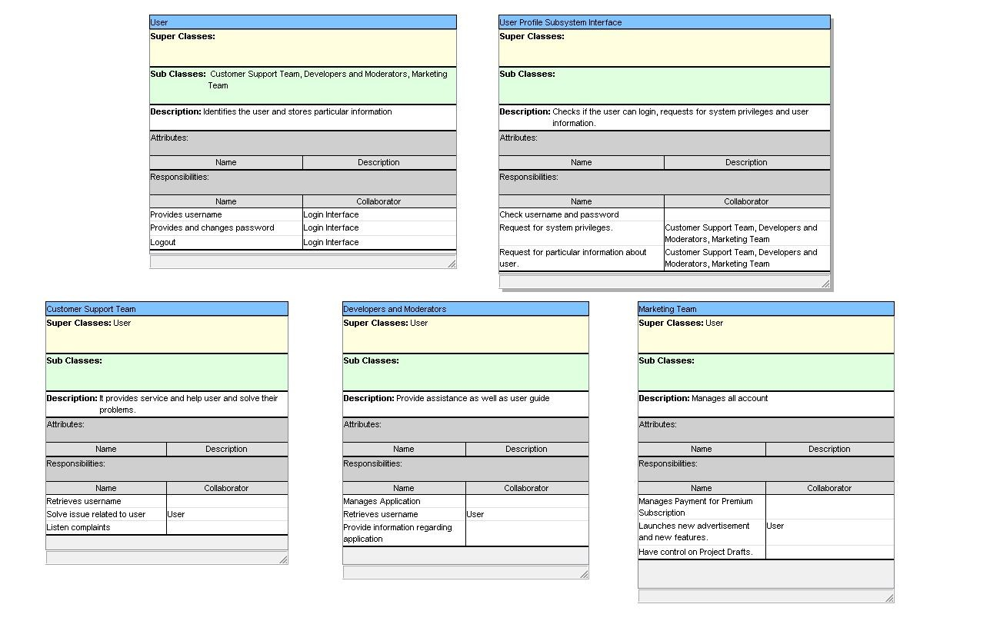 User
Super Classes:
Sub Classes: Customer Support Team, Developers and Moderators, Marketing
Team
Description: Identifies the user and stores particular information
Attributes:
Name Description
Responsibilities:
Name Collaborator
Provides username Login Interface
Provides and changes password Login Interface
Logout Login Interface
User Profile Subsystem Interface
Super Classes:
Sub Classes:
Description: Checks if the user can login, requests for system privileges and user
information.
Attributes:
Name Description
Responsibilities:
Name Collaborator
Check username and password
Request for system privileges. Customer Support Team, Developers and
Moderators, Marketing Team
Request for particular information about Customer Support Team, Developers and
user. Moderators, Marketing Team
Customer Support Team
Super Classes: User
Sub Classes:
Description: It provides service and help user and solve their
problems.
Attributes:
Name Description
Responsibilities:
Name Collaborator
Retrieves username
Solve issue related to user User
Listen complaints
Developers and Moderators
Super Classes: User
Sub Classes:
Description: Provide assistance as well as user guide
Attributes:
Name Description
Responsibilities:
Name Collaborator
Manages Application
Retrieves username User
Provide information regarding
application
Marketing Team
Super Classes: User
Sub Classes:
Description: Manages all account
Attributes:
Name Description
Responsibilities:
Name Collaborator
Manages Payment for Premium
Subscription
Launches new advertisement User
and new features.
Have control on Project Drafts.